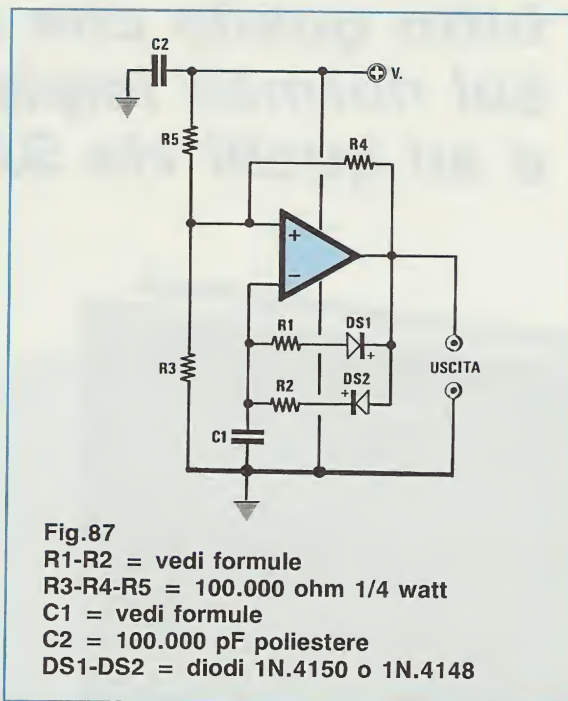 C2
V.
R5
R4
+
−
R1
DS1
+
R3
R2
+
DS2
USCITA
C1
Fig.87
R1-R2 = vedi formule
R3-R4-R5 = 100.000 ohm 1/4 watt
C1 = vedi formule
C2 = 100.000 pF poliestere
DS1-DS2 = diodi 1N.4150 o 1N.4148